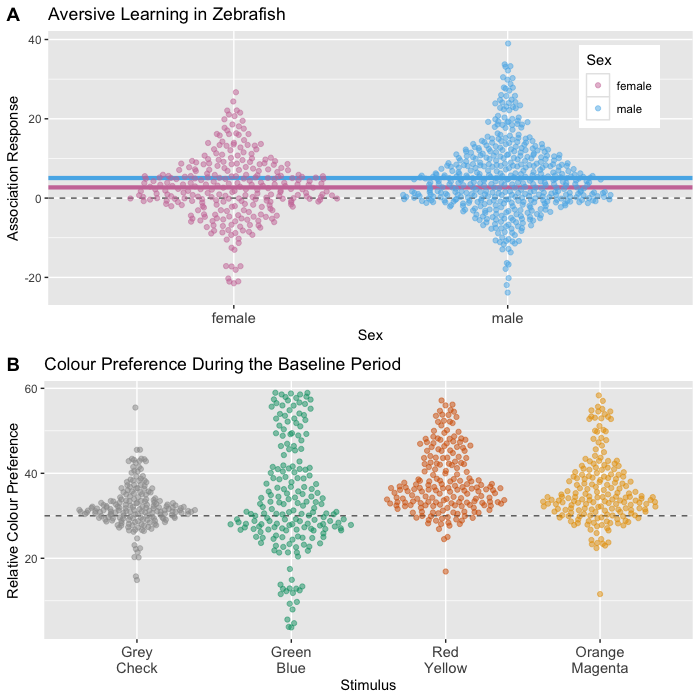 A
Aversive Learning in Zebrafish
Association Response
40
20
0
-20
Sex
female
male
female
male
Sex
B
Colour Preference During the Baseline Period
Relative Colour Preference
60
40
20
Grey
Check
Green
Blue
Red
Yellow
Orange
Magenta
Stimulus